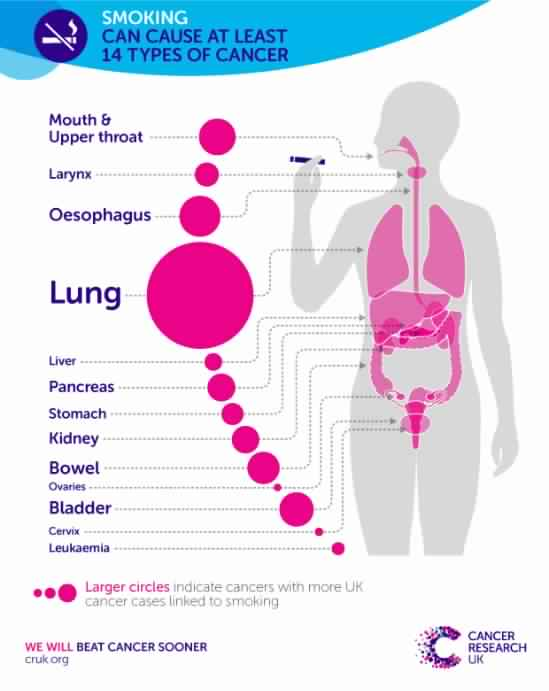 SMOKING
CAN CAUSE AT LEAST
14 TYPES OF CANCER
Mouth &
Upper throat
Larynx
Oesophagus
Lung
Liver
Pancreas
Stomach
Kidney
Bowel
Ovaries
Bladder
Cervix
Leukaemia
Larger circles indicate cancers with more UK
cancer cases linked to smoking
WE WILL BEAT CANCER SOONER
cruk.org
CANCER
RESEARCH
UK